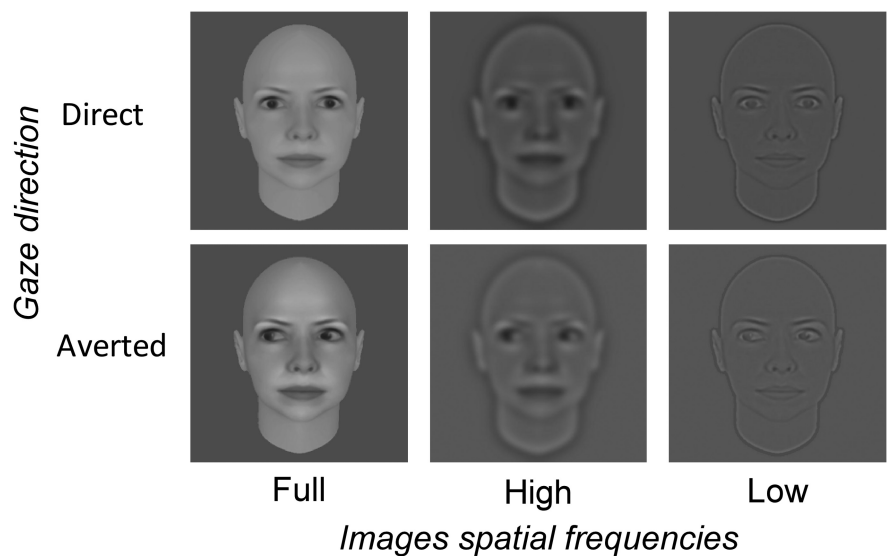 Gaze direction
Direct
Averted
Full
High
Low
Images spatial frequencies